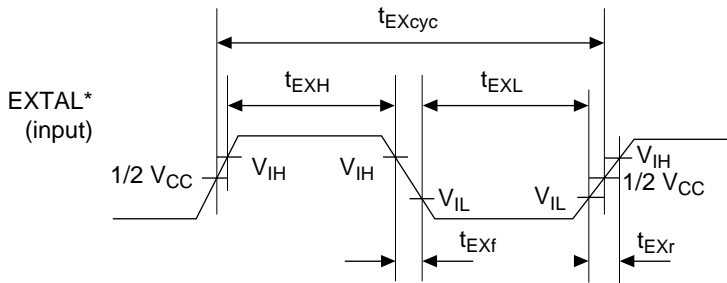 tEXcyc
tEXH
tEXL
EXTAL*
(input)
1/2 VCC
VIH
VIH
VIL
VIL
VIH
1/2 VCC
tEXf
tEXr